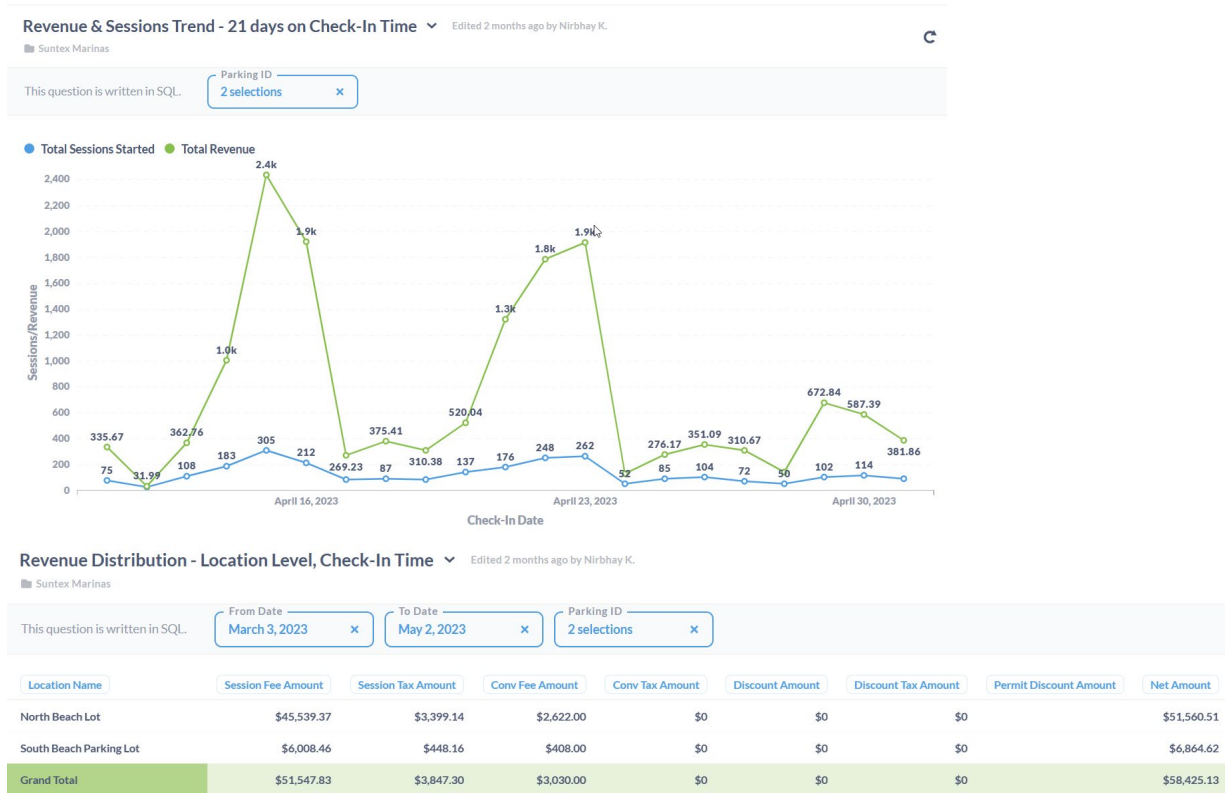 Revenue & Sessions Trend - 21 days on Check-In Time Edited 2 months ago by Nirbhay K.
Suntex Marinas
This question is written in SQL. Parking ID 2 selections ×
Total Sessions Started Total Revenue
Sessions/Revenue
2,400
2,200
2,000
1,800
1,600
1,400
1,200
1,000
800
600
400
200
0
335.67 31.99 362.76 1.0k 2.4k 1.9k 269.23 375.41 310.38 520.04 1.3k 1.8k 1.9k 276.17 351.09 310.67 672.84 587.39 381.86
75 108 183 305 212 87 137 176 248 262 52 85 104 72 50 102 114
April 16, 2023 April 23, 2023 April 30, 2023
Check-In Date
Revenue Distribution - Location Level, Check-In Time Edited 2 months ago by Nirbhay K.
Suntex Marinas
This question is written in SQL. From Date March 3, 2023 × To Date May 2, 2023 × Parking ID 2 selections ×
Location Name Session Fee Amount Session Tax Amount Conv Fee Amount Conv Tax Amount Discount Amount Discount Tax Amount Permit Discount Amount Net Amount
North Beach Lot $45,539.37 $3,399.14 $2,622.00 $0 $0 $0 $51,560.51
South Beach Parking Lot $6,008.46 $448.16 $408.00 $0 $0 $0 $6,864.62
Grand Total $51,547.83 $3,847.30 $3,030.00 $0 $0 $0 $58,425.13